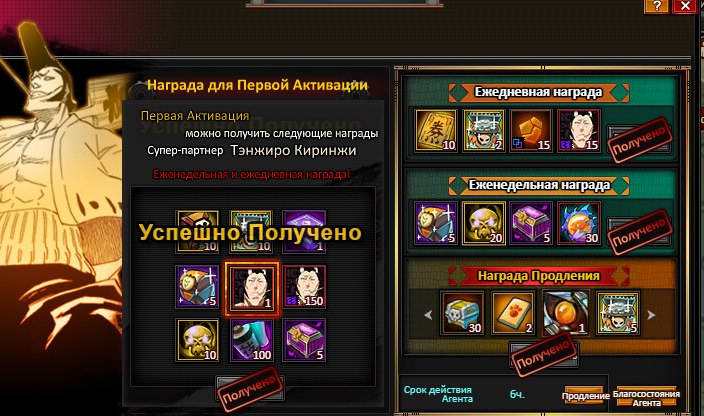 ?
Награда для Первой Активации
Первая Активация
можно получить следующие награды
Супер-партнер Тэнжиро Киринжи
Еженедельная и ежедневная награда!
Успешно Получено
10 10 1
5 1 150
10 100 5
Получено
Ежедневная награда
10 2 15 15
Получено
Еженедельная награда
5 20 5 30
Получено
Награда Продления
30 2 1 5
Получено
Срок действия
Агента
6ч.
Продление
Благосостояния
Агента